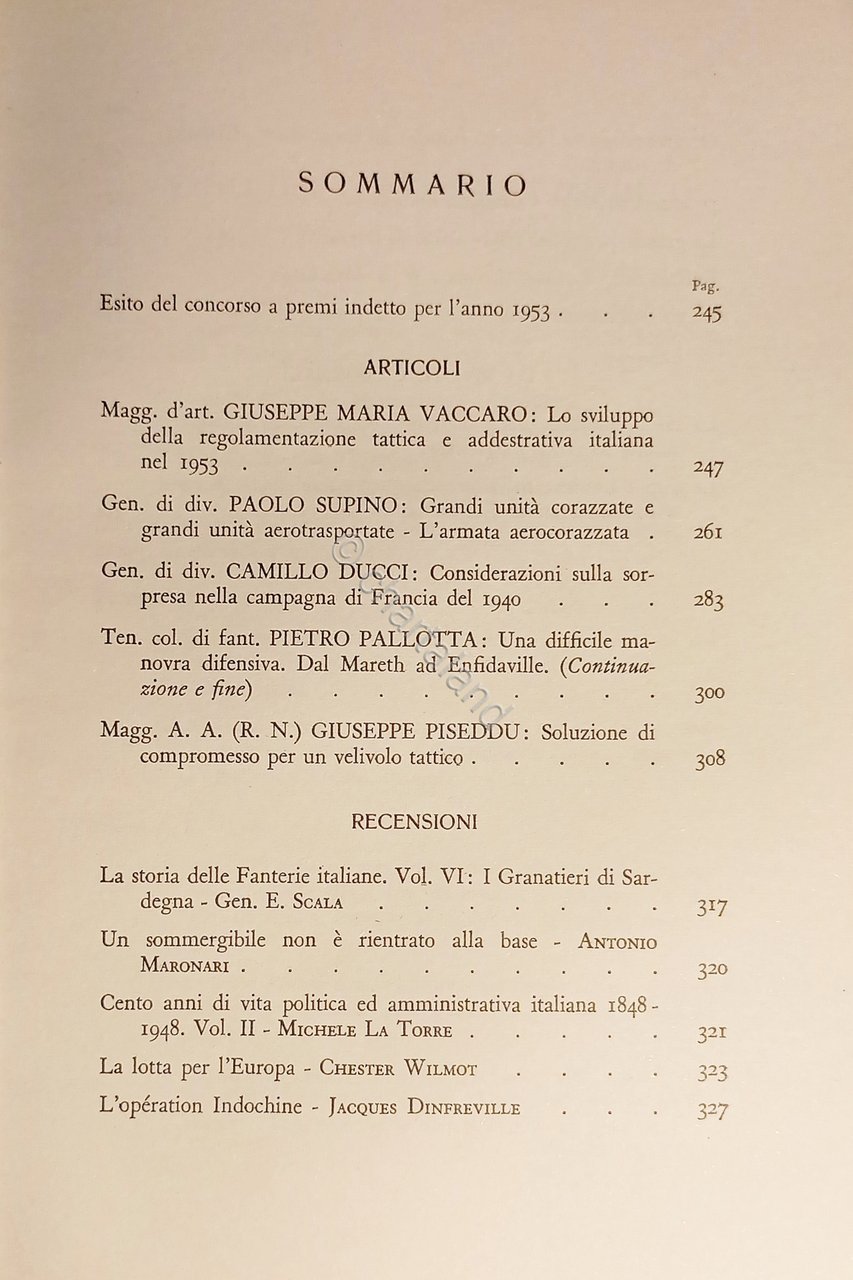 SOMMARIO
Pag.
Esito del concorso a premi indetto per l'anno 1953 . . . 245
ARTICOLI
Magg. d'art. GIUSEPPE MARIA VACCARO: Lo sviluppo
della regolamentazione tattica e addestrativa italiana
nel 1953 . . . . . . . . . . 247
Gen. di div. PAOLO SUPINO: Grandi unità corazzate e
grandi unità aerotrasportate - L'armata aerocorazzata . 261
Gen. di div. CAMILLO DUCCI: Considerazioni sulla sor-
presa nella campagna di Francia del 1940 . . . 283
Ten. col. di fant. PIETRO PALLOTTA: Una difficile ma-
novra difensiva. Dal Mareth ad Enfidaville. (Continua-
zione e fine) . . . . . . . . . 300
Magg. A. A. (R. N.) GIUSEPPE PISEDDU: Soluzione di
compromesso per un velivolo tattico . . . . . 308
RECENSIONI
La storia delle Fanterie italiane. Vol. VI: I Granatieri di Sar-
degna - Gen. E. SCALA . . . . . . . 317
Un sommergibile non è rientrato alla base - ANTONIO
MARONARI . . . . . . . . . . 320
Cento anni di vita politica ed amministrativa italiana 1848-
1948. Vol. II - MICHELE LA TORRE . . . . . 321
La lotta per l'Europa - CHESTER WILMOT . . . . 323
L'opération Indochine - JACQUES DINFREVILLE . . . 327
© Chartaland